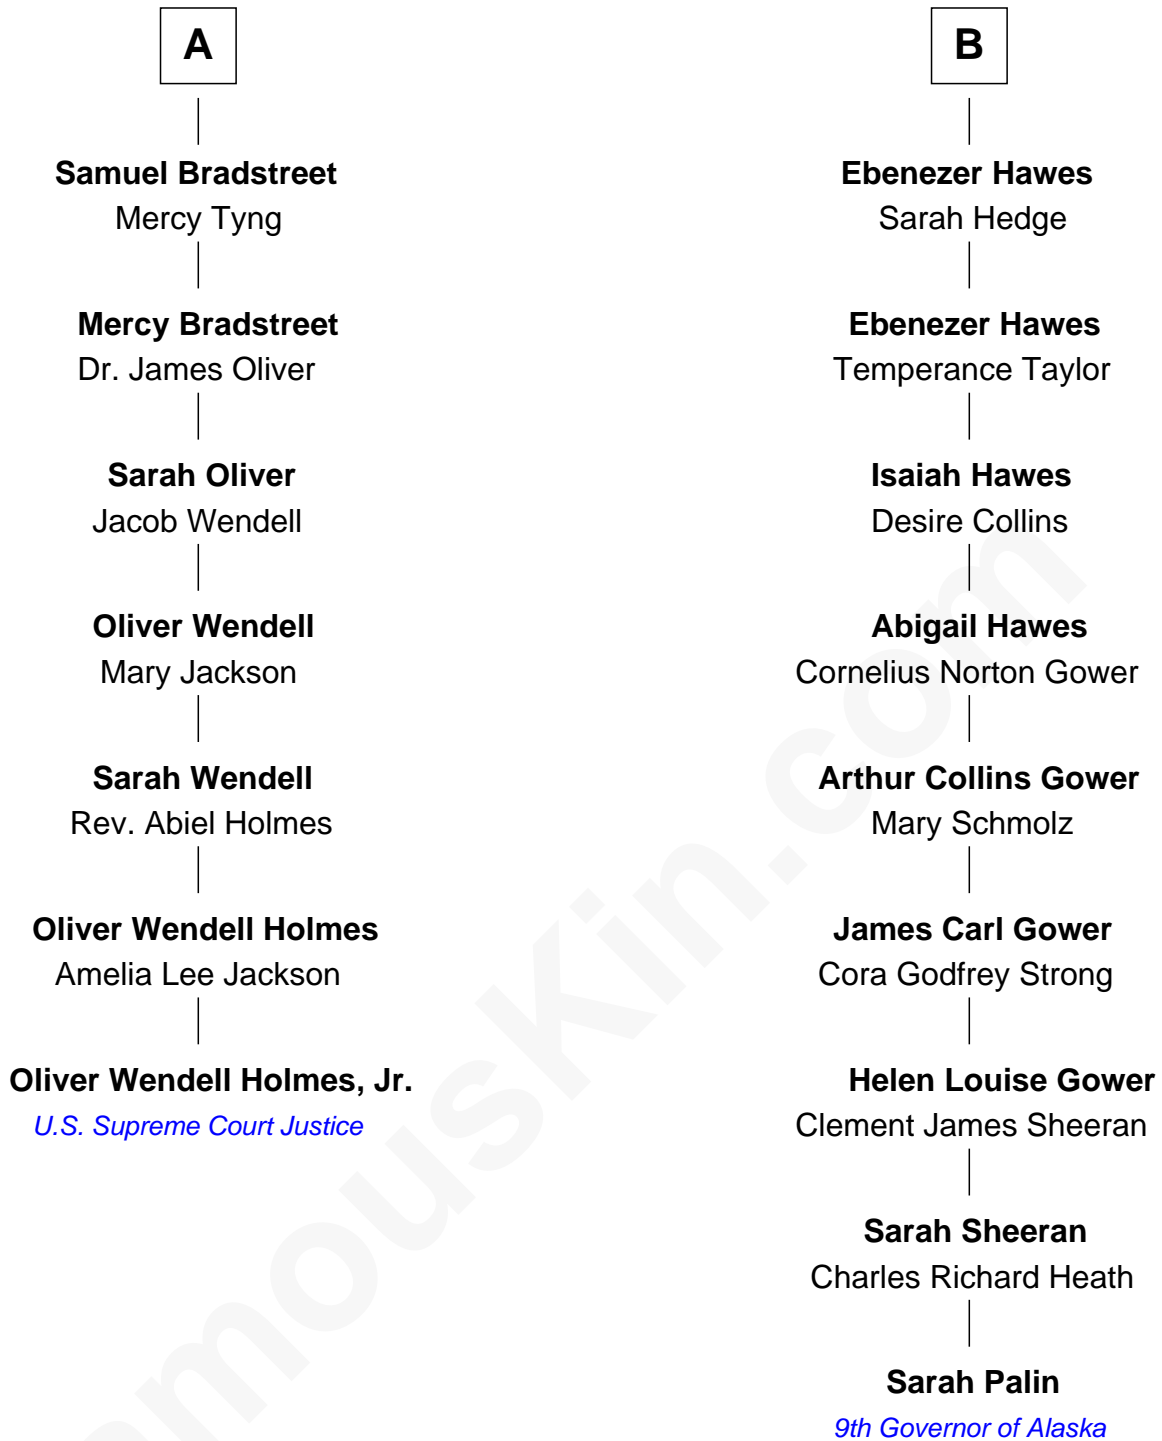 A
Samuel Bradstreet
Mercy Tyng
Mercy Bradstreet
Dr. James Oliver
Sarah Oliver
Jacob Wendell
Oliver Wendell
Mary Jackson
Sarah Wendell
Rev. Abiel Holmes
Oliver Wendell Holmes
Amelia Lee Jackson
Oliver Wendell Holmes, Jr.
U.S. Supreme Court Justice
B
Ebenezer Hawes
Sarah Hedge
Ebenezer Hawes
Temperance Taylor
Isaiah Hawes
Desire Collins
Abigail Hawes
Cornelius Norton Gower
Arthur Collins Gower
Mary Schmolz
James Carl Gower
Cora Godfrey Strong
Helen Louise Gower
Clement James Sheeran
Sarah Sheeran
Charles Richard Heath
Sarah Palin
9th Governor of Alaska
amouskin.com